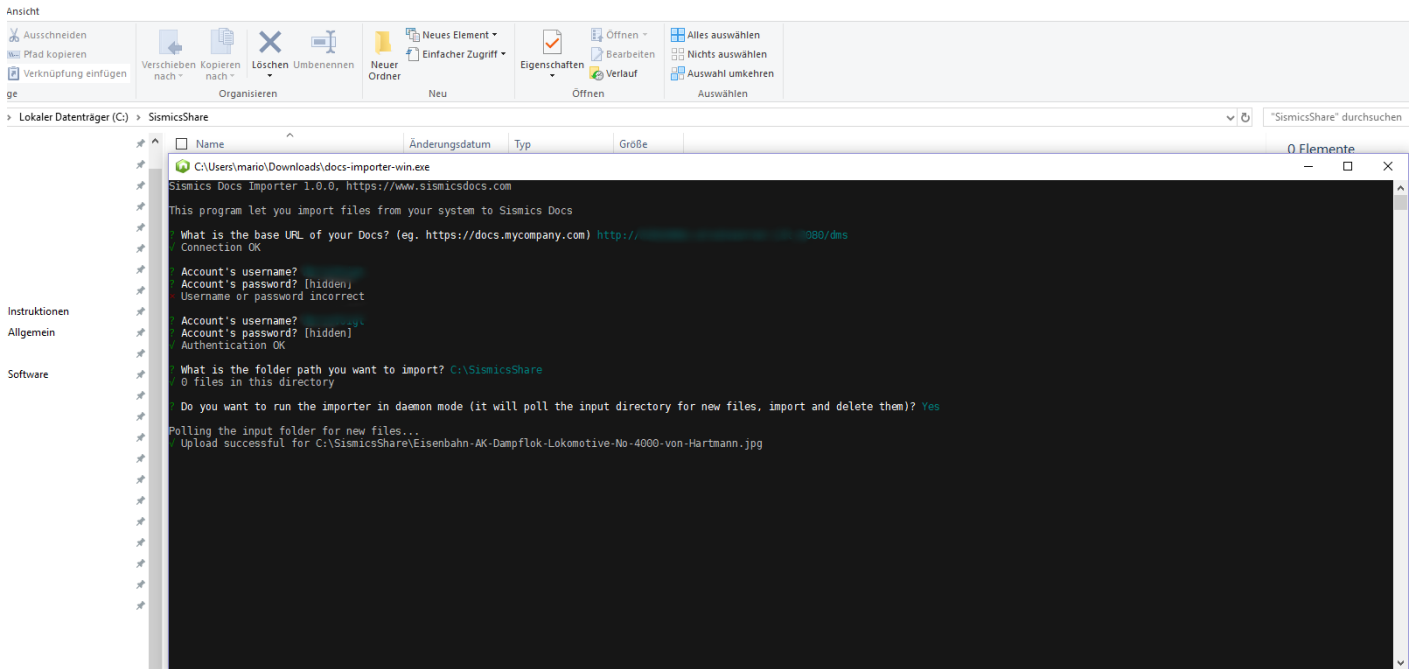 Ansicht
Ausschneiden
Pfad kopieren
Verknüpfung einfügen
ge
Verschieben nach
Kopieren nach
Löschen
Umbenennen
Organisieren
Neuer Ordner
Neues Element
Einfacher Zugriff
Neu
Eigenschaften
Öffnen
Bearbeiten
Verlauf
Öffnen
Alles auswählen
Nichts auswählen
Auswahl umkehren
Auswählen
› Lokaler Datenträger (C:) › SismicsShare
"SismicsShare" durchsuchen
Name Änderungsdatum Typ Größe
0 Elemente
Instruktionen
Allgemein
Software
C:\Users\mario\Downloads\docs-importer-win.exe
Sismics Docs Importer 1.0.0, https://www.sismicsdocs.com
This program let you import files from your system to Sismics Docs
? What is the base URL of your Docs? (eg. https://docs.mycompany.com) http:// 080/dms
√ Connection OK
? Account's username?
? Account's password? [hidden]
Username or password incorrect
? Account's username?
? Account's password? [hidden]
√ Authentication OK
? What is the folder path you want to import? C:\SismicsShare
√ 0 files in this directory
? Do you want to run the importer in daemon mode (it will poll the input directory for new files, import and delete them)? Yes
Polling the input folder for new files...
√ Upload successful for C:\SismicsShare\Eisenbahn-AK-Dampflok-Lokomotive-No-4000-von-Hartmann.jpg